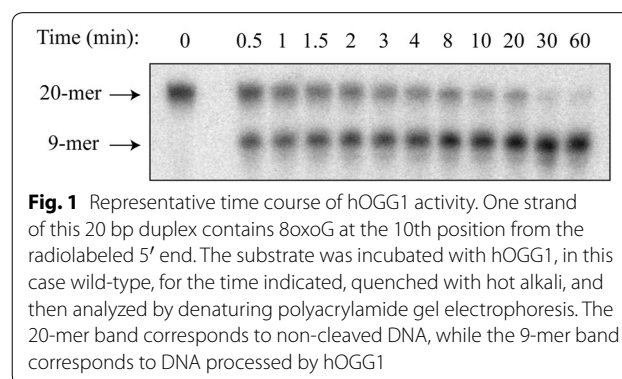 Time (min): 0 0.5 1 1.5 2 3 4 8 10 20 30 60
20-mer →
9-mer →
Fig. 1 Representative time course of hOGG1 activity. One strand
of this 20 bp duplex contains 8oxoG at the 10th position from the
radiolabeled 5′ end. The substrate was incubated with hOGG1, in this
case wild-type, for the time indicated, quenched with hot alkali, and
then analyzed by denaturing polyacrylamide gel electrophoresis. The
20-mer band corresponds to non-cleaved DNA, while the 9-mer band
corresponds to DNA processed by hOGG1